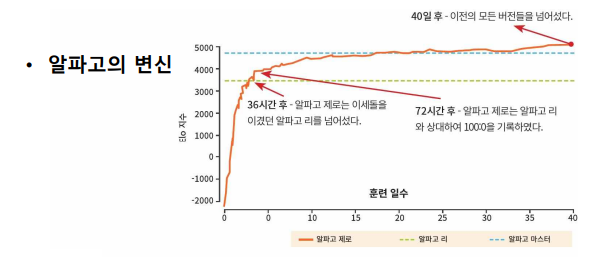 40일 후 - 이전의 모든 버전들을 넘어섰다.
• 알파고의 변신
5000
4000
3000
2000
1000
0
-1000
-2000
Elo 지수
36시간 후 - 알파고 제로는 이세돌을
이겼던 알파고 리를 넘어섰다.
72시간 후 - 알파고 제로는 알파고 리
와 상대하여 100:0을 기록하였다.
훈련 일수
0 0 10 15 20 25 30 35 40
알파고 제로 알파고 리 알파고 마스터